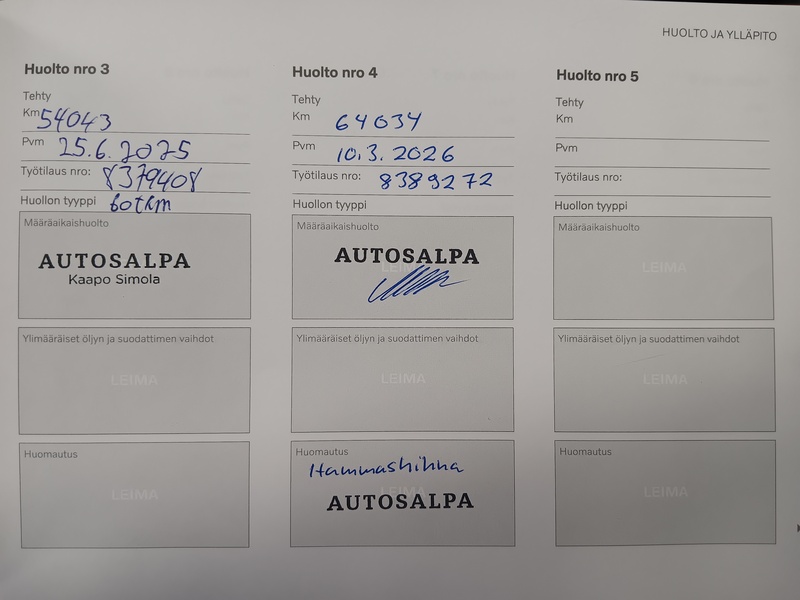 HUOLTO JA YLLÄPITO
Huolto nro 3
Tehty
Km 54043
Pvm 25.6.2025
Työtilaus nro: 8379408
Huollon tyyppi 60tkm
Määräaikaishuolto
AUTOSALPA
Kaapo Simola
Ylimääräiset öljyn ja suodattimen vaihdot
LEIMA
Huomautus
LEIMA
Huolto nro 4
Tehty
Km 64034
Pvm 10.3.2026
Työtilaus nro: 8389272
Huollon tyyppi
Määräaikaishuolto
LEIMA
AUTOSALPA
Ylimääräiset öljyn ja suodattimen vaihdot
LEIMA
Huomautus
Hammashihna
LEIMA
AUTOSALPA
Huolto nro 5
Tehty
Km
Pvm
Työtilaus nro:
Huollon tyyppi
Määräaikaishuolto
LEIMA
Ylimääräiset öljyn ja suodattimen vaihdot
LEIMA
Huomautus
LEIMA